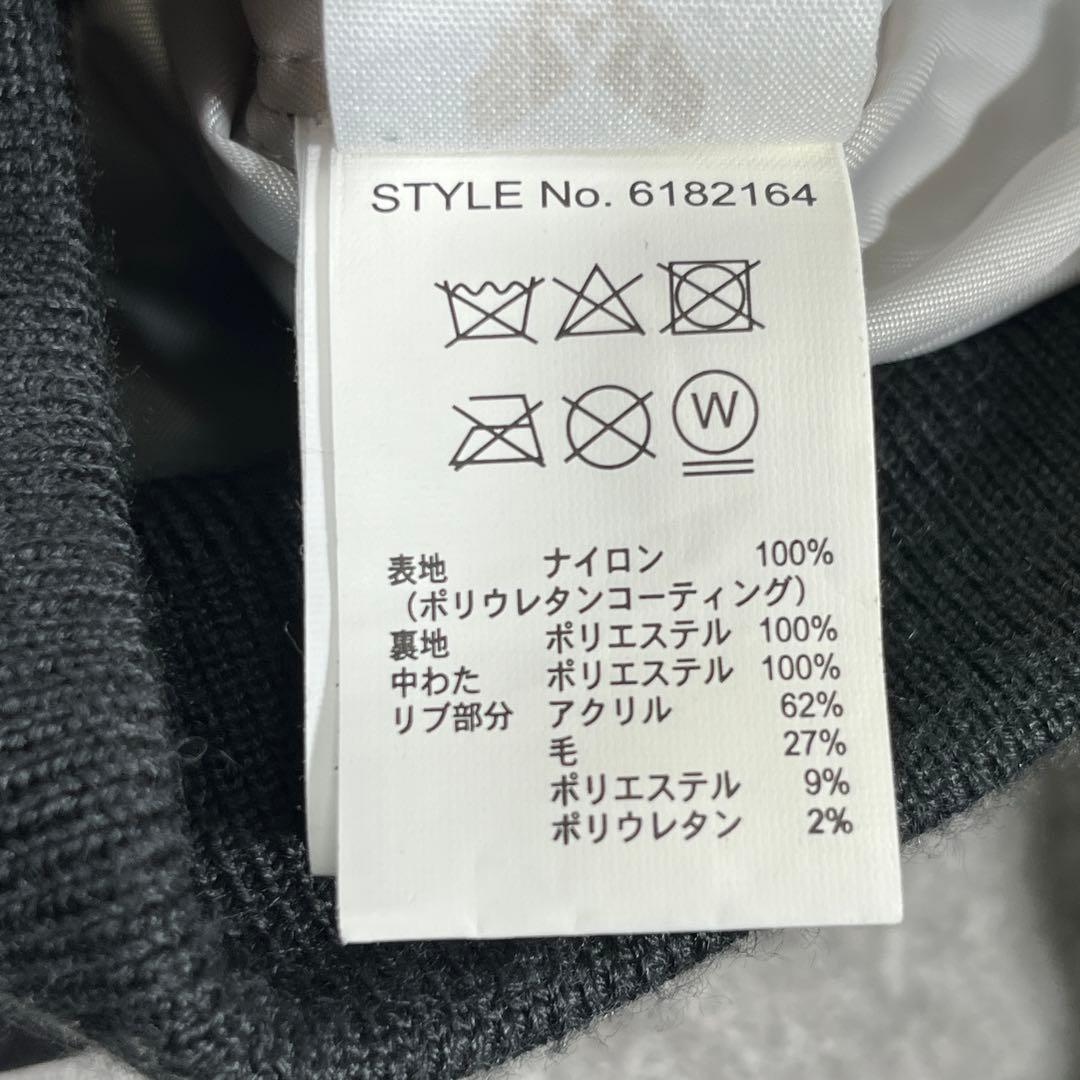 STYLE No. 6182164
W
表地 ナイロン 100%
(ポリウレタンコーティング)
裏地 ポリエステル 100%
中わた ポリエステル 100%
リブ部分 アクリル 62%
毛 27%
ポリエステル 9%
ポリウレタン 2%